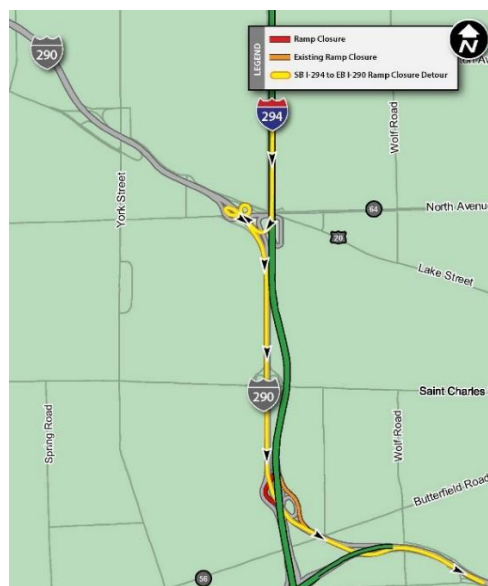 LEGEND
Ramp Closure
Existing Ramp Closure
SB I-294 to EB I-290 Ramp Closure Detour
N
290
294
Wolf Road
York Street
64
North Avenue
20
Lake Street
290
Saint Charles
Spring Road
Wolf Road
Butterfield Road
56